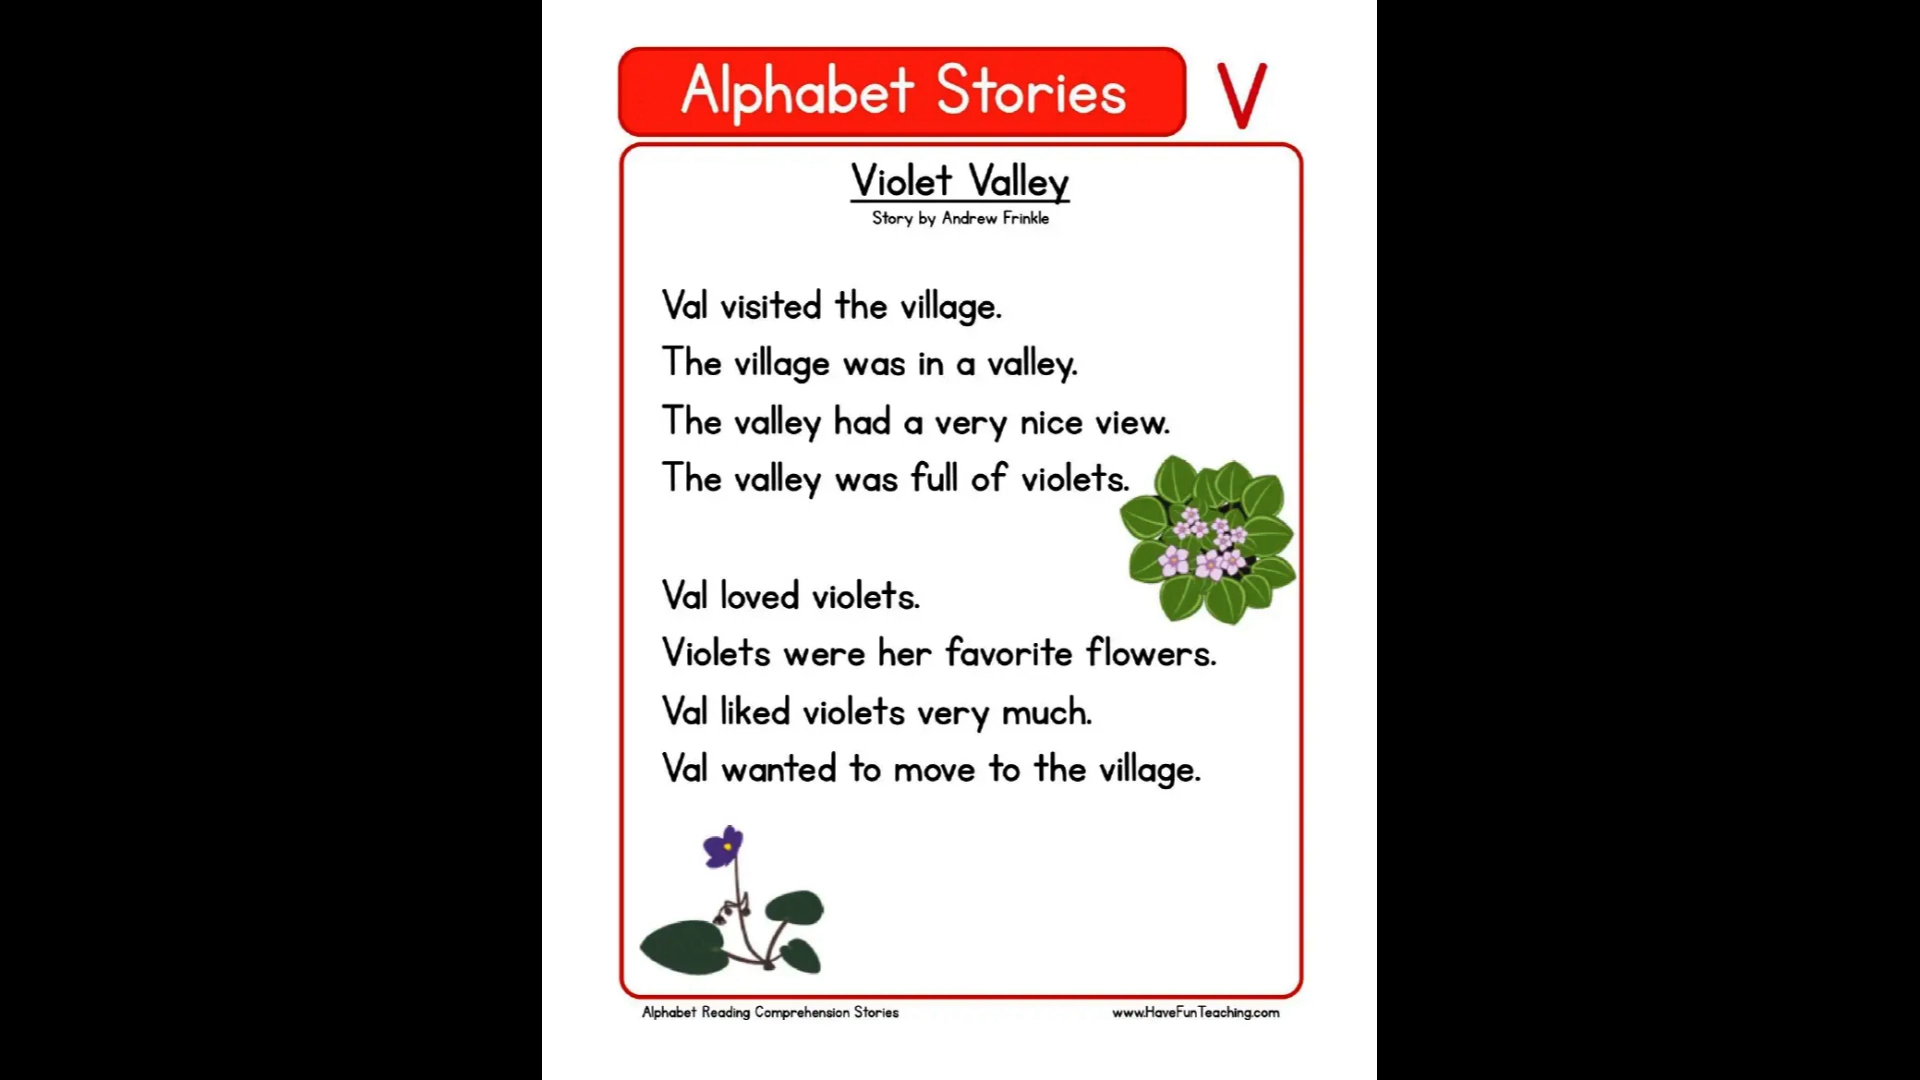 Alphabet Stories V
Violet Valley
Story by Andrew Frinkle
Val visited the village.
The village was in a valley.
The valley had a very nice view.
The valley was full of violets.
Val loved violets.
Violets were her favorite flowers.
Val liked violets very much.
Val wanted to move to the village.
Alphabet Reading Comprehension Stories
www.HaveFunTeaching.com